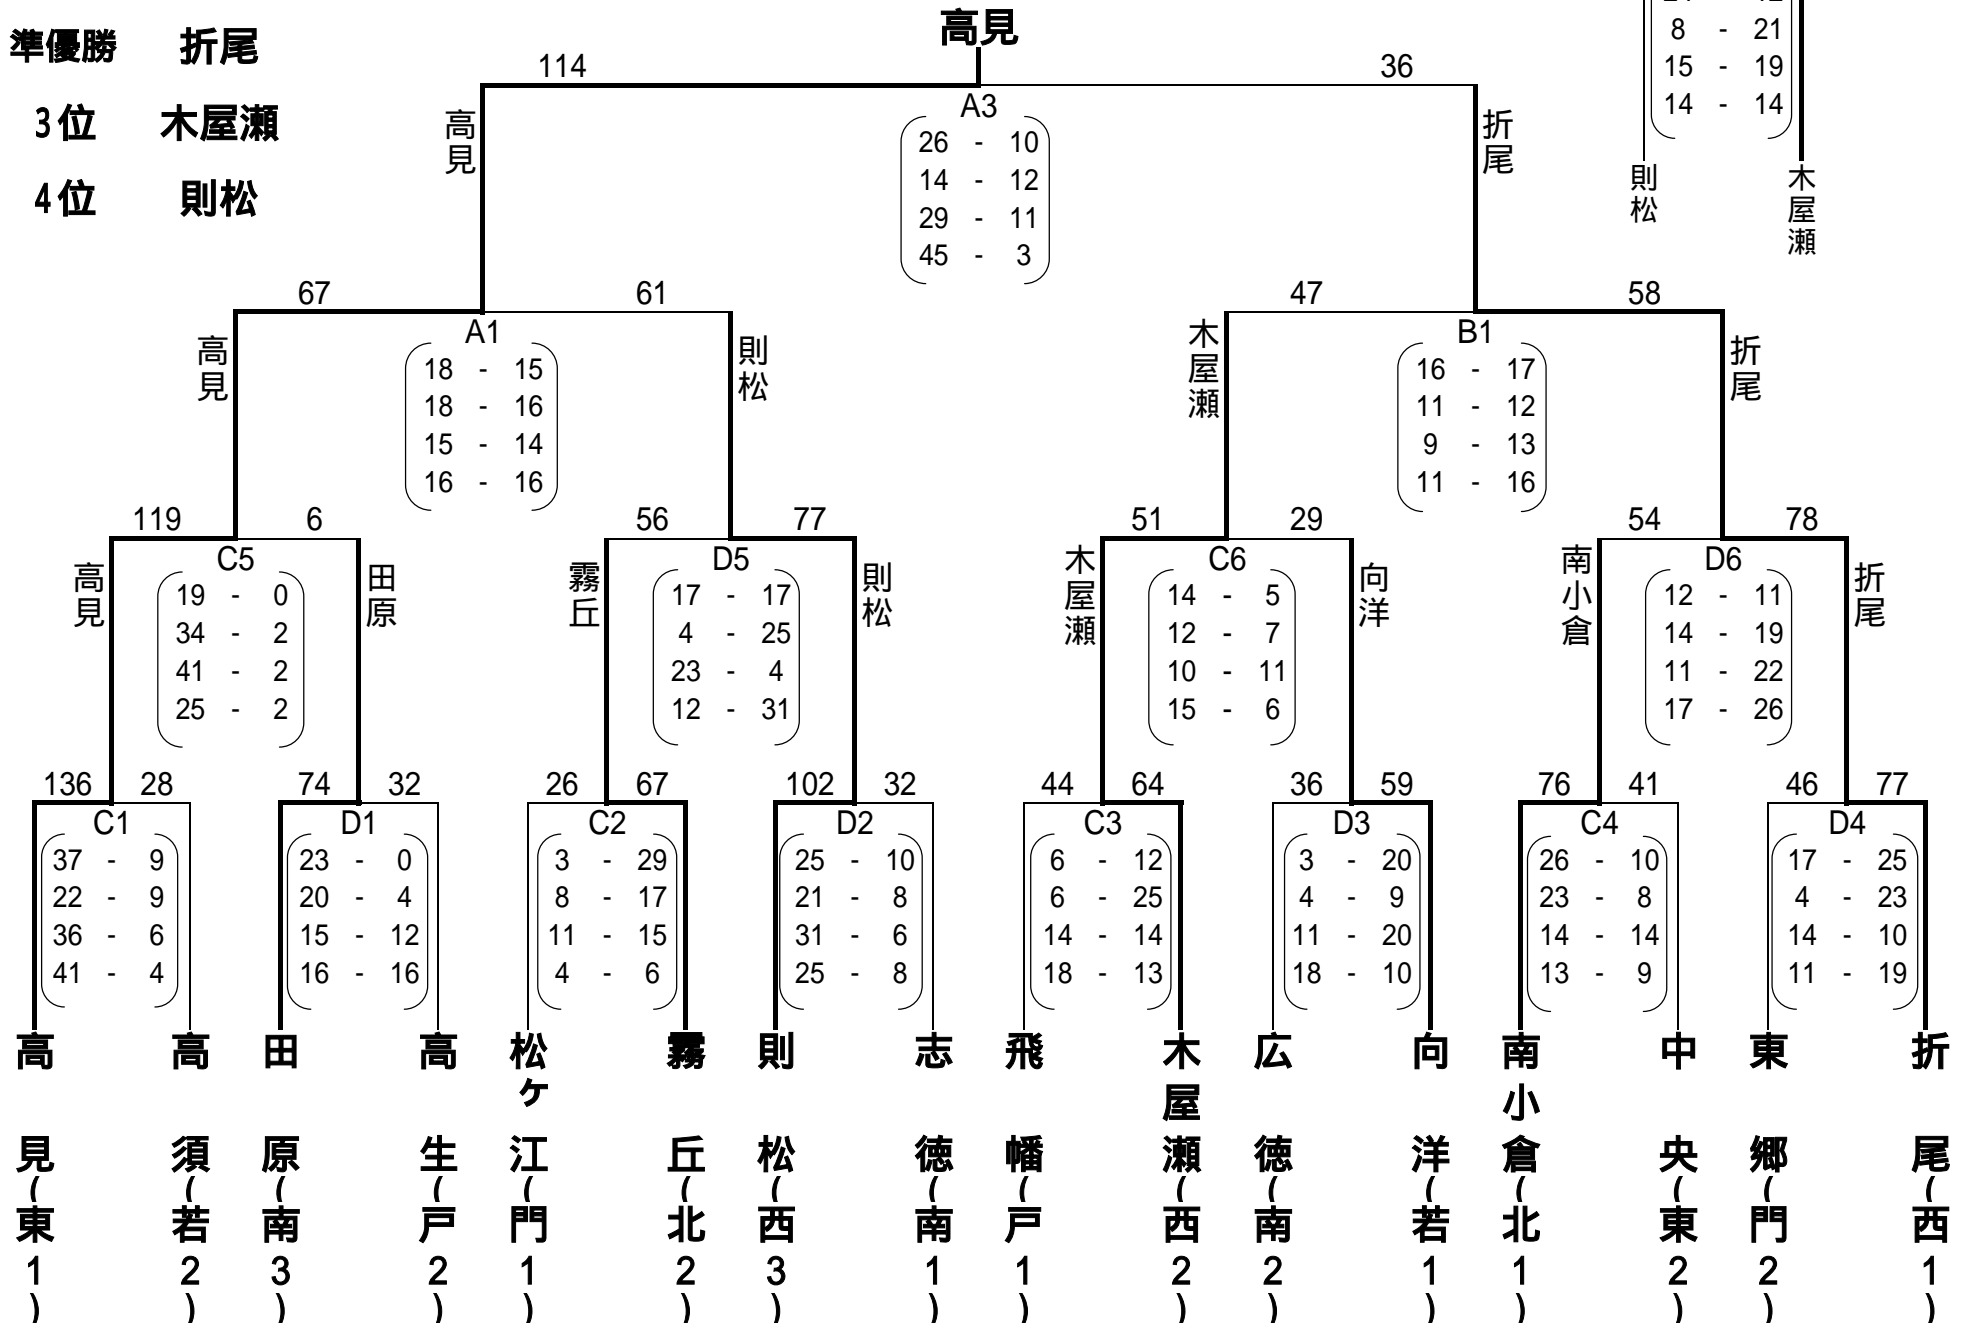 高見
準優勝 折尾
3位 木屋瀬
4位 則松
8 - 21
15 - 19
14 - 14
則松 木屋瀬
114 36
高見 折尾
A3
26 - 10
14 - 12
29 - 11
45 - 3
67 61
高見 則松
A1
18 - 15
18 - 16
15 - 14
16 - 16
47 58
木屋瀬 折尾
B1
16 - 17
11 - 12
9 - 13
11 - 16
119 6
高見 田原
C5
19 - 0
34 - 2
41 - 2
25 - 2
56 77
霧丘 則松
D5
17 - 17
4 - 25
23 - 4
12 - 31
51 29
木屋瀬 向洋
C6
14 - 5
12 - 7
10 - 11
15 - 6
54 78
南小倉 折尾
D6
12 - 11
14 - 19
11 - 22
17 - 26
136 28
C1
37 - 9
22 - 9
36 - 6
41 - 4
74 32
D1
23 - 0
20 - 4
15 - 12
16 - 16
26 67
C2
3 - 29
8 - 17
11 - 15
4 - 6
102 32
D2
25 - 10
21 - 8
31 - 6
25 - 8
44 64
C3
6 - 12
6 - 25
14 - 14
18 - 13
36 59
D3
3 - 20
4 - 9
11 - 20
18 - 10
76 41
C4
26 - 10
23 - 8
14 - 14
13 - 9
46 77
D4
17 - 25
4 - 23
14 - 10
11 - 19
高見(東1)
高須(若2)
田原(南3)
高生(戸2)
松ヶ江(門1)
霧丘(北2)
則松(西3)
志徳(南1)
飛幡(戸1)
木屋瀬(西2)
広徳(南2)
向洋(若1)
南小倉(北1)
中央(東2)
東郷(門2)
折尾(西1)